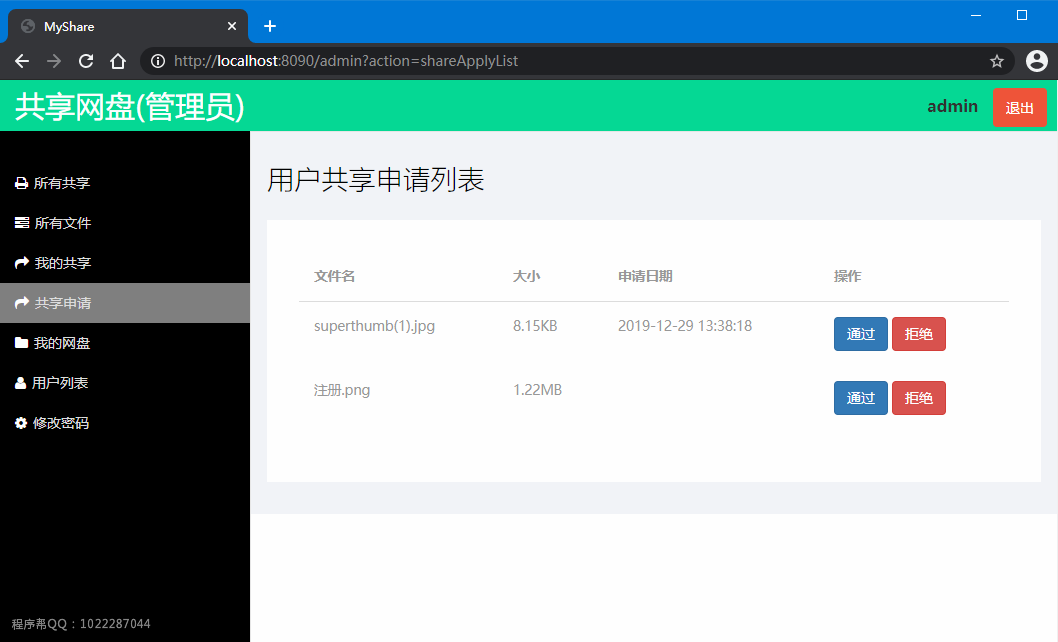 MyShare
http://localhost:8090/admin?action=shareApplyList
共享网盘(管理员)
admin 退出
所有共享
所有文件
我的共享
共享申请
我的网盘
用户列表
修改密码
程序帮QQ：1022287044
用户共享申请列表
文件名 大小 申请日期 操作
superthumb(1).jpg 8.15KB 2019-12-29 13:38:18 通过 拒绝
注册.png 1.22MB 通过 拒绝